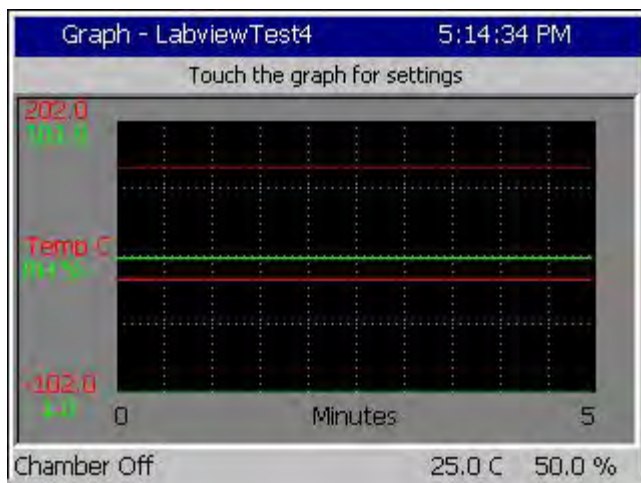 Graph - LabviewTest4 5:14:34 PM
Touch the graph for settings
202.0
Temp C
-102.0
0 Minutes 5
Chamber Off 25.0 C 50.0 %